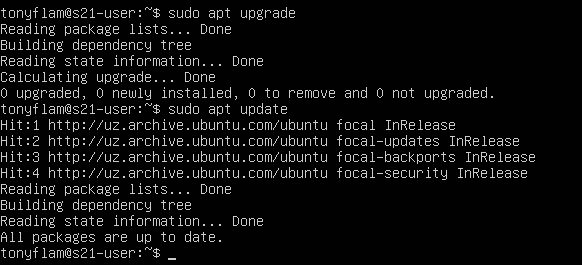 tonyflam@s21-user:~$ sudo apt upgrade
Reading package lists... Done
Building dependency tree
Reading state information... Done
Calculating upgrade... Done
0 upgraded, 0 newly installed, 0 to remove and 0 not upgraded.
tonyflam@s21-user:~$ sudo apt update
Hit:1 http://uz.archive.ubuntu.com/ubuntu focal InRelease
Hit:2 http://uz.archive.ubuntu.com/ubuntu focal-updates InRelease
Hit:3 http://uz.archive.ubuntu.com/ubuntu focal-backports InRelease
Hit:4 http://uz.archive.ubuntu.com/ubuntu focal-security InRelease
Reading package lists... Done
Building dependency tree
Reading state information... Done
All packages are up to date.
tonyflam@s21-user:~$ _